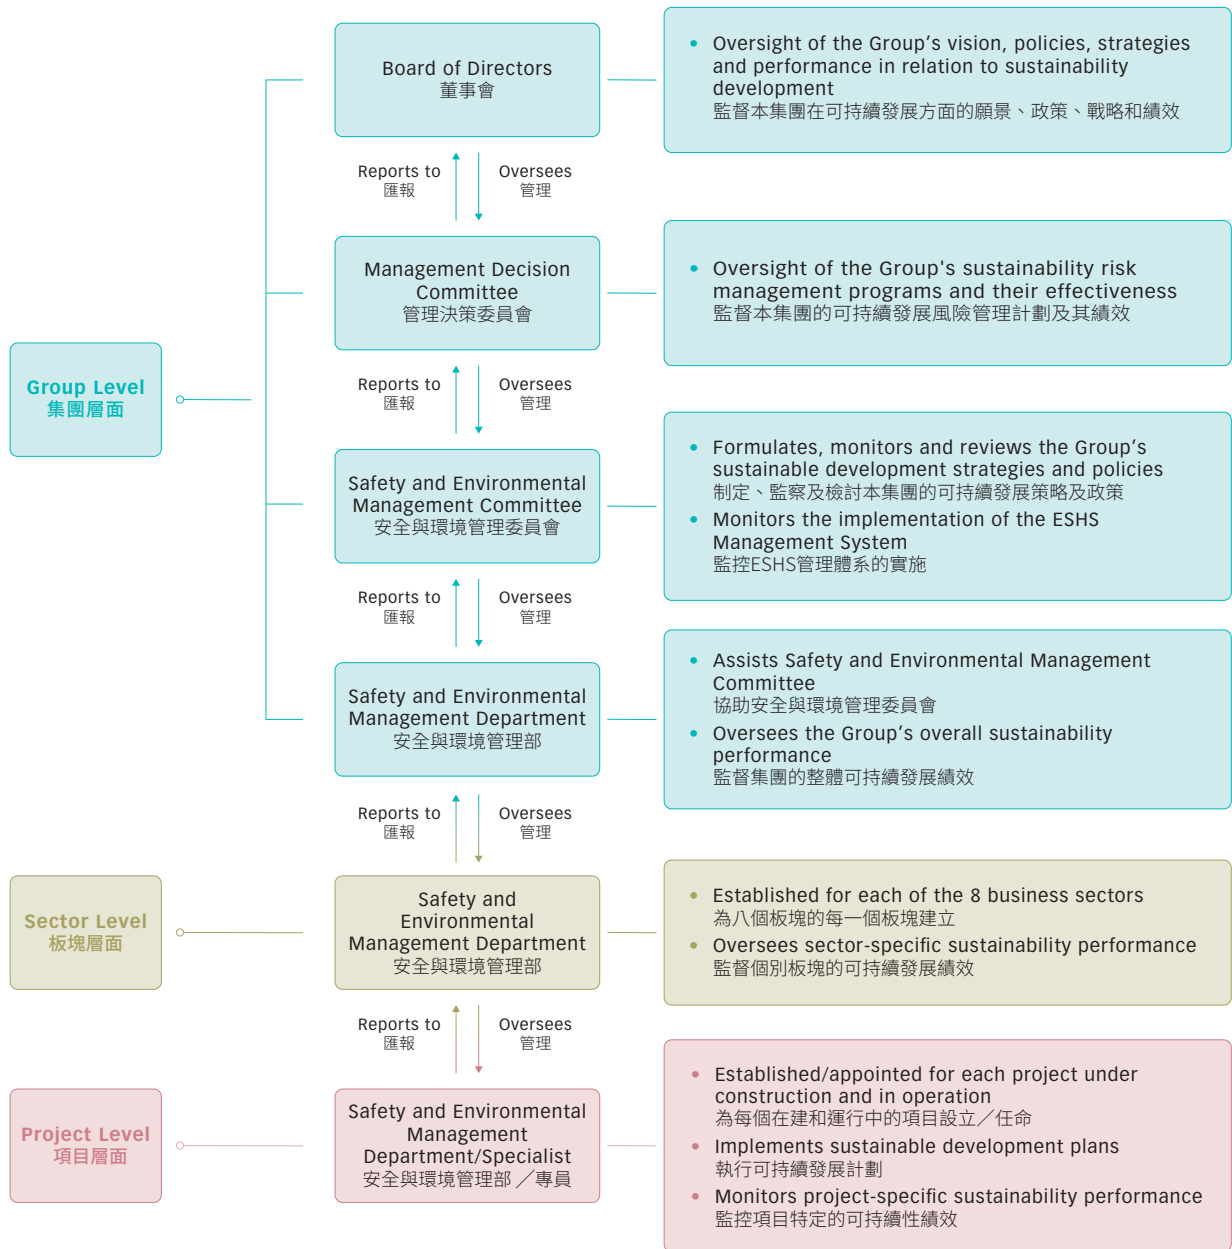 Board of Directors
董事會
• Oversight of the Group’s vision, policies, strategies
and performance in relation to sustainability
development
監督本集團在可持續發展方面的願景、政策、戰略和績效
Reports to
匯報
Oversees
管理
Management Decision
Committee
管理決策委員會
• Oversight of the Group's sustainability risk
management programs and their effectiveness
監督本集團的可持續發展風險管理計劃及其績效
Group Level
集團層面
Reports to
匯報
Oversees
管理
Safety and Environmental
Management Committee
安全與環境管理委員會
• Formulates, monitors and reviews the Group’s
sustainable development strategies and policies
制定、監察及檢討本集團的可持續發展策略及政策
• Monitors the implementation of the ESHS
Management System
監控ESHS管理體系的實施
Reports to
匯報
Oversees
管理
Safety and Environmental
Management Department
安全與環境管理部
• Assists Safety and Environmental Management
Committee
協助安全與環境管理委員會
• Oversees the Group’s overall sustainability
performance
監督集團的整體可持續發展績效
Reports to
匯報
Oversees
管理
Sector Level
板塊層面
Safety and
Environmental
Management Department
安全與環境管理部
• Established for each of the 8 business sectors
為八個板塊的每一個板塊建立
• Oversees sector-specific sustainability performance
監督個別板塊的可持續發展績效
Reports to
匯報
Oversees
管理
Project Level
項目層面
Safety and Environmental
Management
Department/Specialist
安全與環境管理部／專員
• Established/appointed for each project under
construction and in operation
為每個在建和運行中的項目設立／任命
• Implements sustainable development plans
執行可持續發展計劃
• Monitors project-specific sustainability performance
監控項目特定的可持續性績效